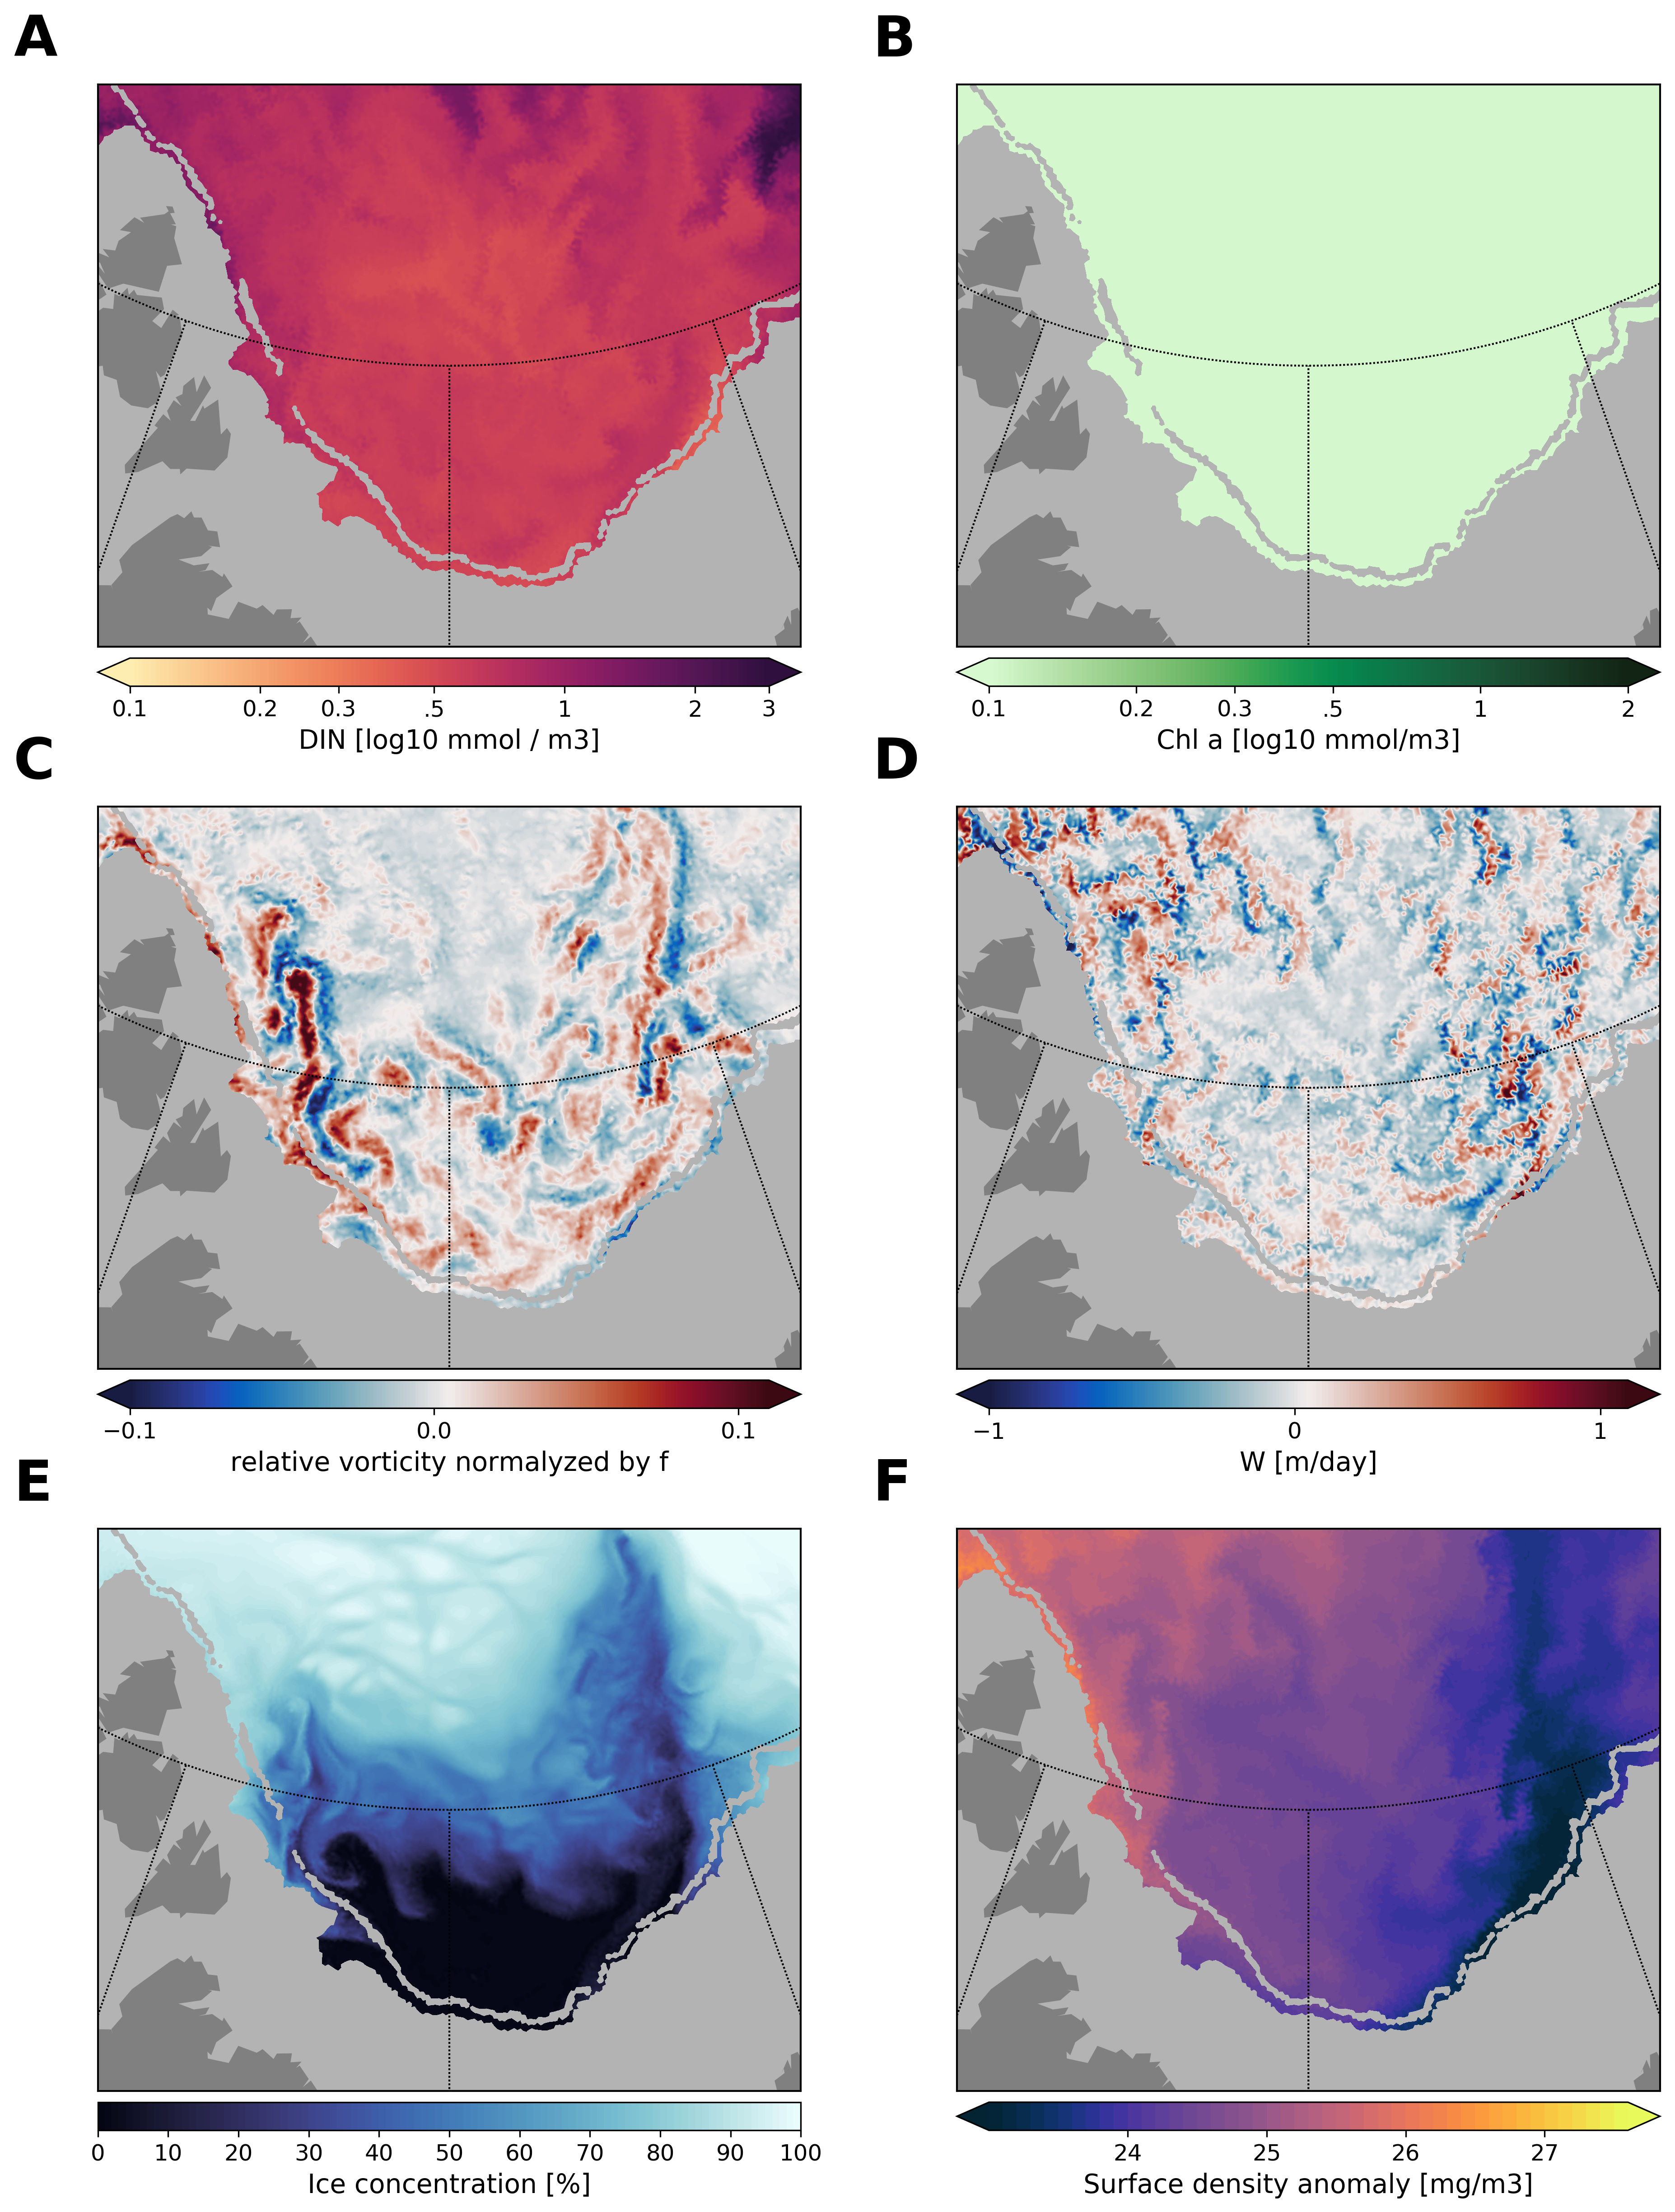 A
B
0.1 0.2 0.3 .5 1 2 3
DIN [log10 mmol / m3]
0.1 0.2 0.3 .5 1 2
Chl a [log10 mmol/m3]
C
D
−0.1 0.0 0.1
relative vorticity normalyzed by f
−1 0 1
W [m/day]
E
F
0 10 20 30 40 50 60 70 80 90 100
Ice concentration [%]
24 25 26 27
Surface density anomaly [mg/m3]